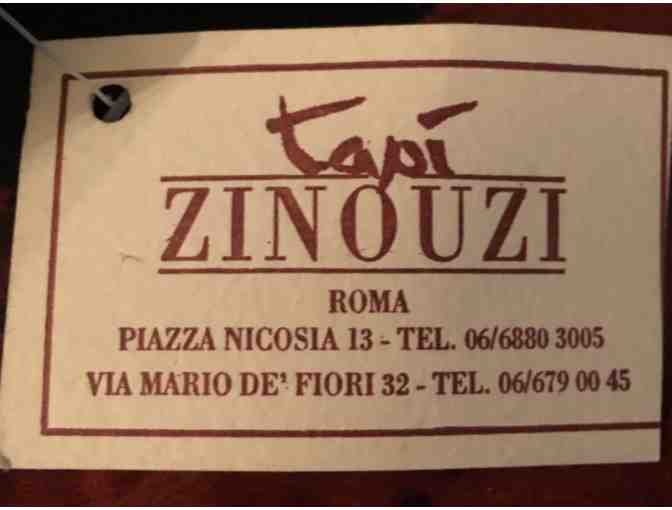 tapi
ZINOUZI
ROMA
PIAZZA NICOSIA 13 - TEL. 06/6880 3005
VIA MARIO DE' FIORI 32 - TEL. 06/679 00 45